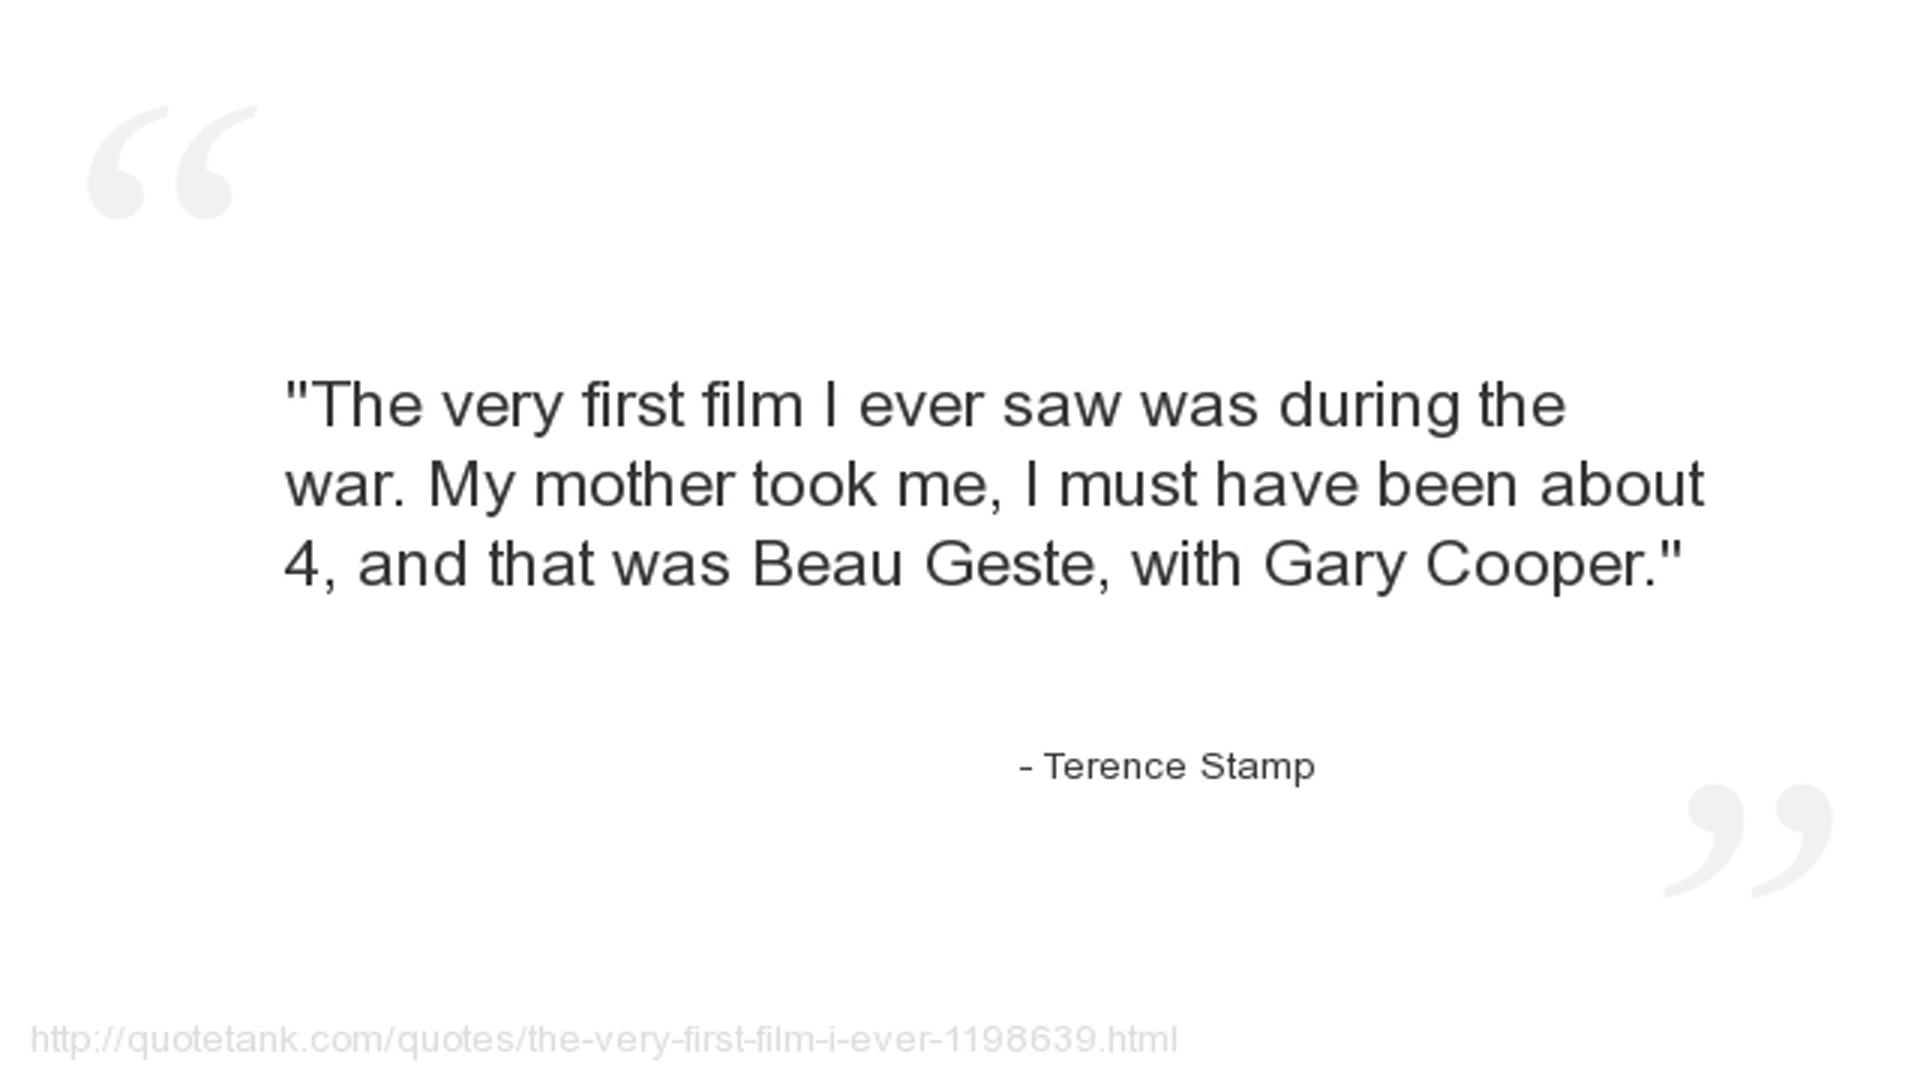 "The very first film I ever saw was during the
war. My mother took me, I must have been about
4, and that was Beau Geste, with Gary Cooper."
- Terence Stamp
http://quotetank.com/quotes/the-very-first-film-i-ever-1198639.html